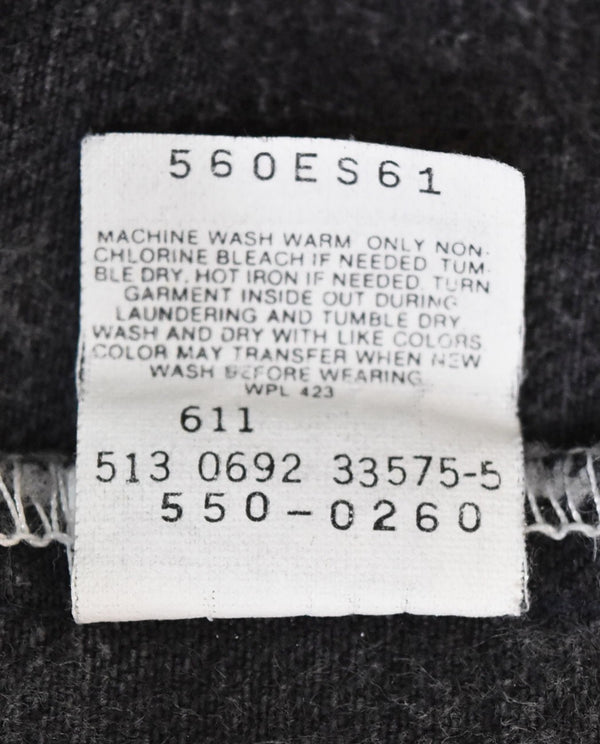 560ES61
MACHINE WASH WARM ONLY NON-
CHLORINE BLEACH IF NEEDED TUM-
BLE DRY. HOT IRON IF NEEDED. TURN
GARMENT INSIDE OUT DURING
LAUNDERING AND TUMBLE DRY
WASH AND DRY WITH LIKE COLORS
COLOR MAY TRANSFER WHEN NEW
WASH BEFORE WEARING
WPL 423
611
513 0692 33575-5
550-0260